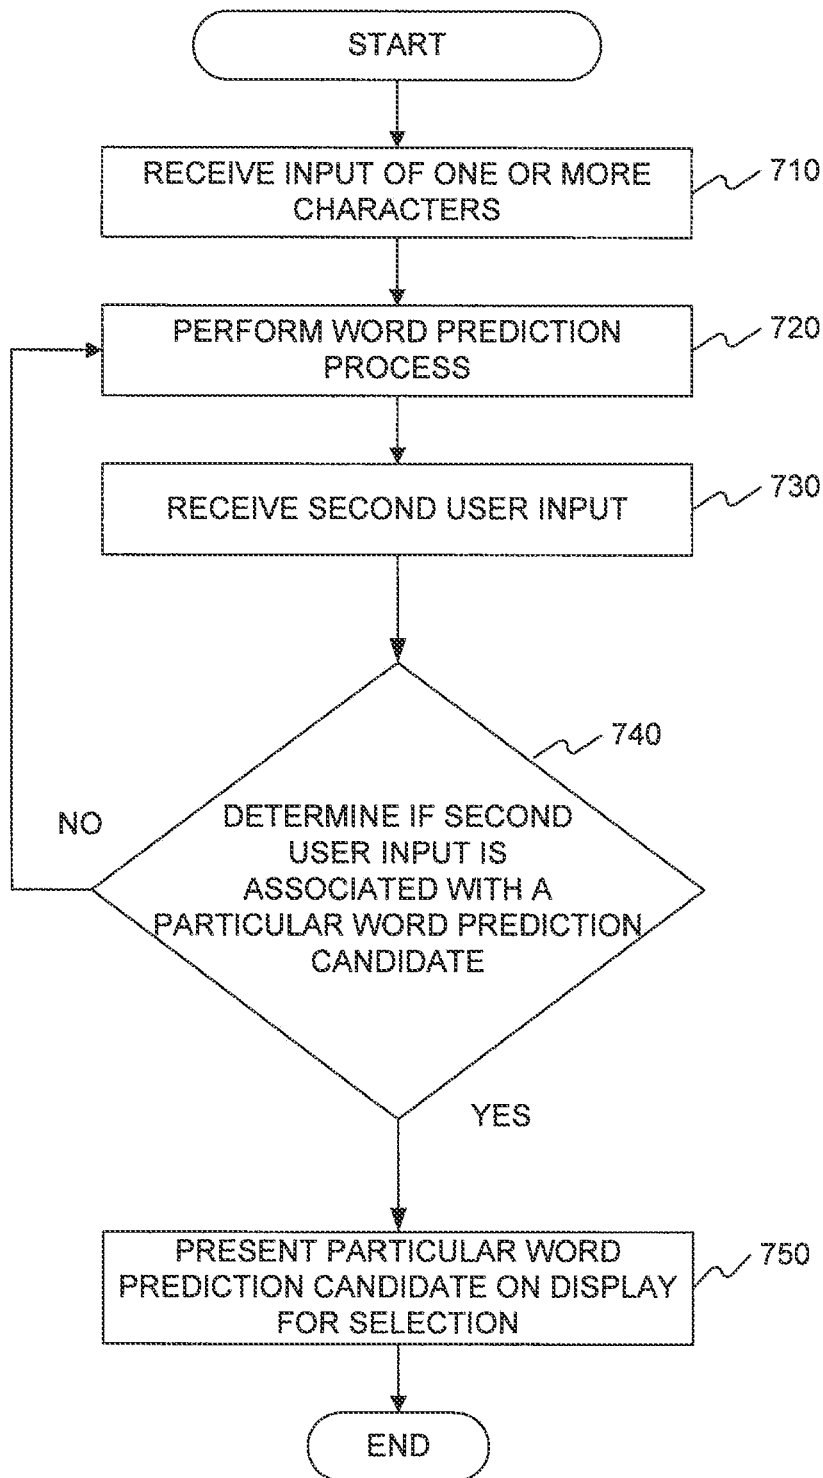 START
RECEIVE INPUT OF ONE OR MORE
CHARACTERS
710
PERFORM WORD PREDICTION
PROCESS
720
RECEIVE SECOND USER INPUT
730
740
NO
DETERMINE IF SECOND
USER INPUT IS
ASSOCIATED WITH A
PARTICULAR WORD PREDICTION
CANDIDATE
YES
PRESENT PARTICULAR WORD
PREDICTION CANDIDATE ON DISPLAY
FOR SELECTION
750
END